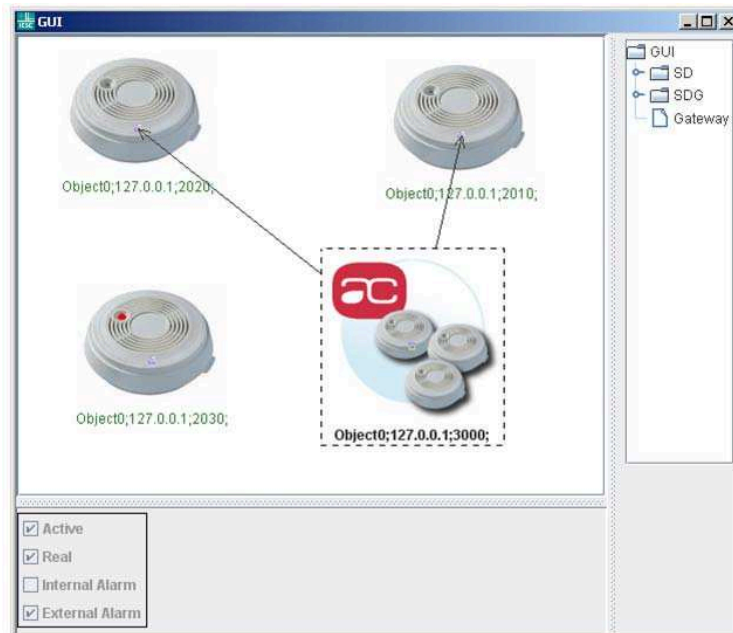 GUI
GUI
SD
SDG
Gateway
Object0;127.0.0.1;2020;
Object0;127.0.0.1;2010;
ac
Object0;127.0.0.1;2030;
Object0;127.0.0.1;3000;
Active
Real
Internal Alarm
External Alarm